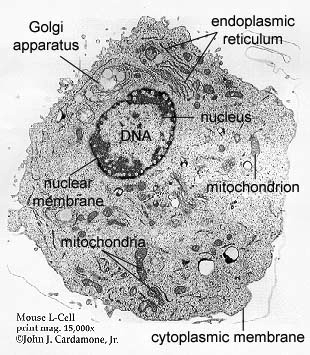 Golgi
apparatus
endoplasmic
reticulum
nucleus
DNA
nuclear
membrane
mitochondrion
mitochondria
Mouse L-Cell
print mag. 15,000x
©John J. Cardamone, Jr.
cytoplasmic membrane